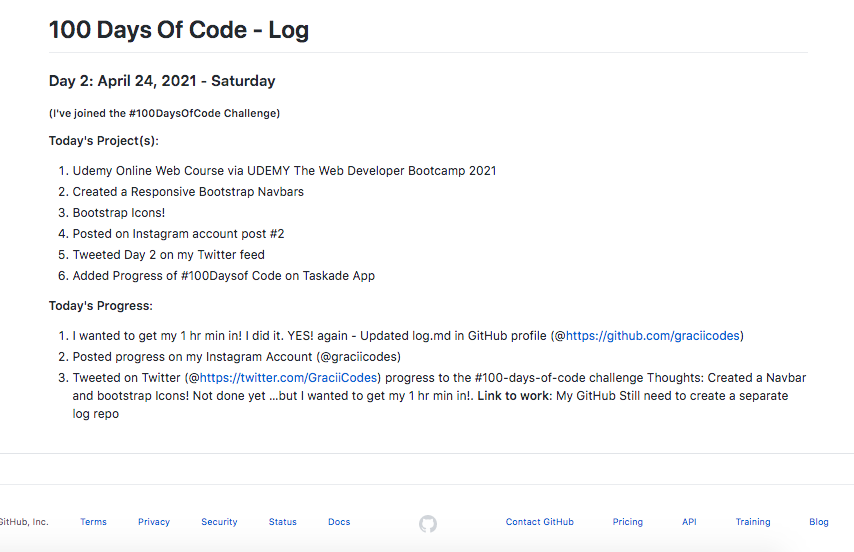 100 Days Of Code - Log
Day 2: April 24, 2021 - Saturday
(I've joined the #100DaysOfCode Challenge)
Today's Project(s):
1. Udemy Online Web Course via UDEMY The Web Developer Bootcamp 2021
2. Created a Responsive Bootstrap Navbars
3. Bootstrap Icons!
4. Posted on Instagram account post #2
5. Tweeted Day 2 on my Twitter feed
6. Added Progress of #100Daysof Code on Taskade App
Today's Progress:
1. I wanted to get my 1 hr min in! I did it. YES! again - Updated log.md in GitHub profile (@https://github.com/graciicodes)
2. Posted progress on my Instagram Account (@graciicodes)
3. Tweeted on Twitter (@https://twitter.com/GraciiCodes) progress to the #100-days-of-code challenge Thoughts: Created a Navbar
and bootstrap Icons! Not done yet ...but I wanted to get my 1 hr min in!. Link to work: My GitHub Still need to create a separate
log repo
GitHub, Inc. Terms Privacy Security Status Docs Contact GitHub Pricing API Training Blog